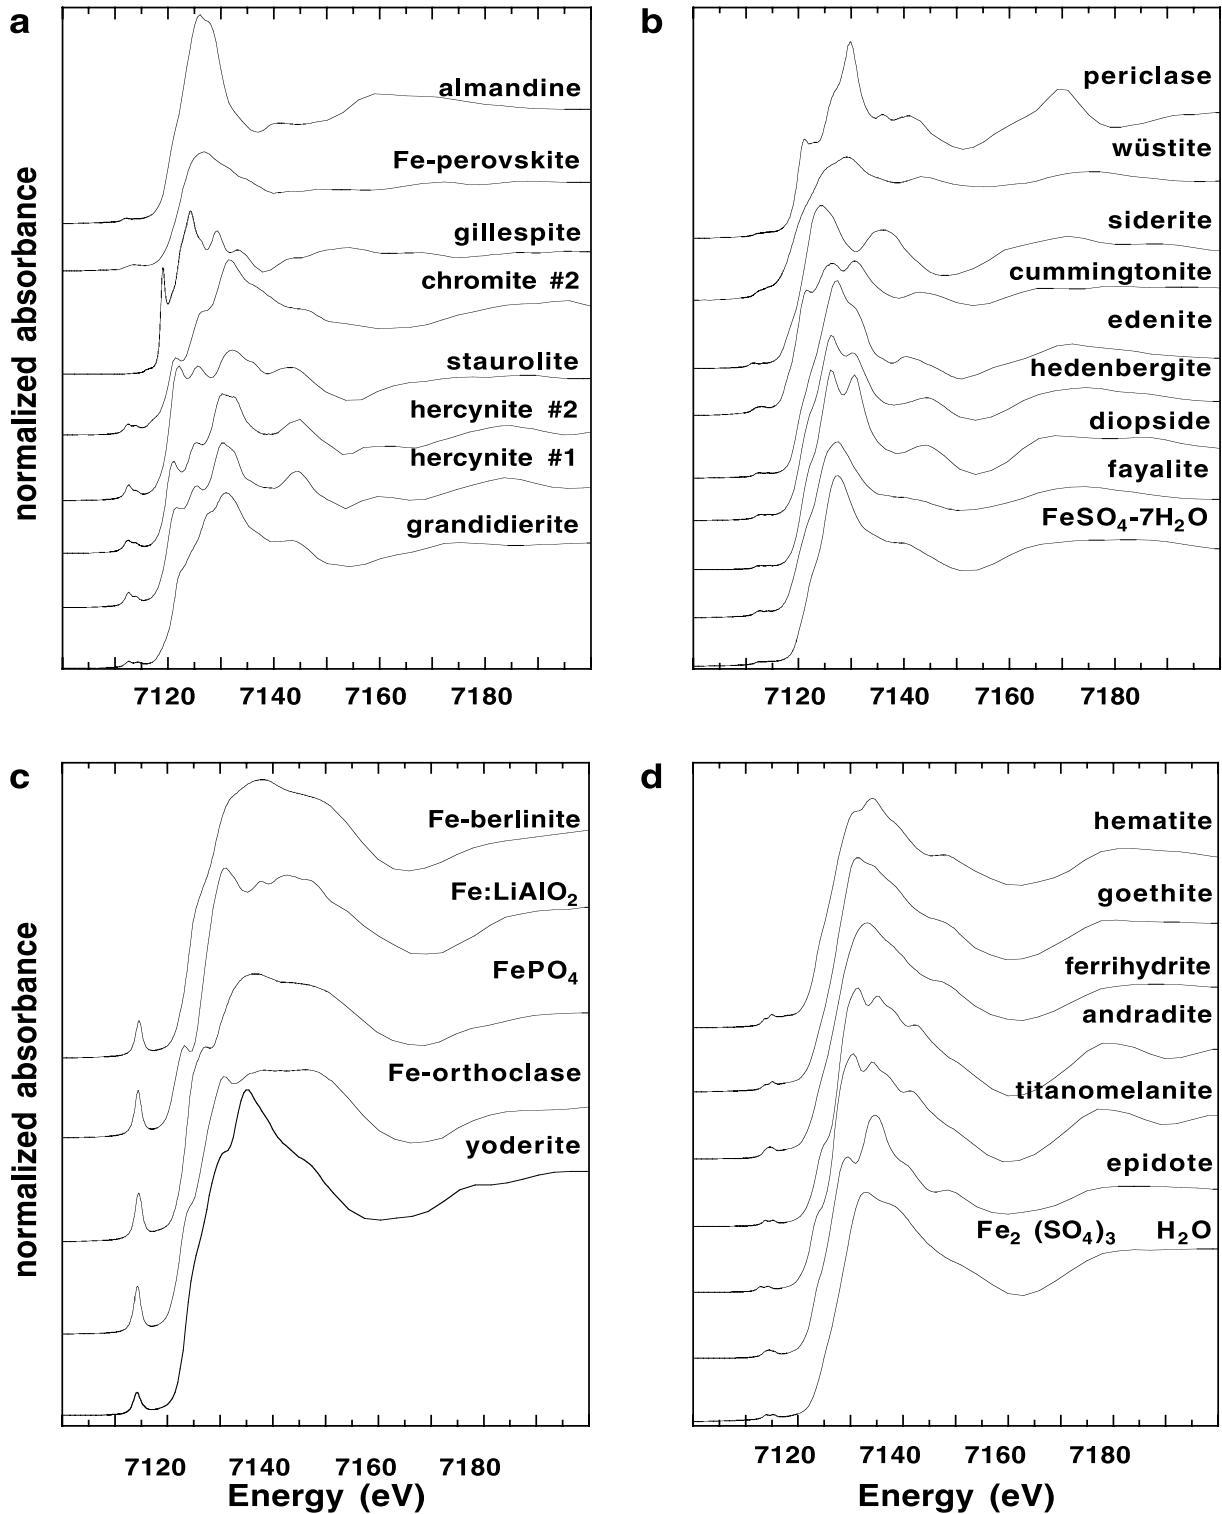 a
almandine
Fe-perovskite
gillespite
chromite #2
staurolite
hercynite #2
hercynite #1
grandidierite
normalized absorbance
7120 7140 7160 7180
b
periclase
wüstite
siderite
cummingtonite
edenite
hedenbergite
diopside
fayalite
FeSO₄-7H₂O
7120 7140 7160 7180
c
Fe-berlinite
Fe:LiAlO₂
FePO₄
Fe-orthoclase
yoderite
normalized absorbance
7120 7140 7160 7180
Energy (eV)
d
hematite
goethite
ferrihydrite
andradite
titanomelanite
epidote
Fe₂ (SO₄)₃ H₂O
7120 7140 7160 7180
Energy (eV)